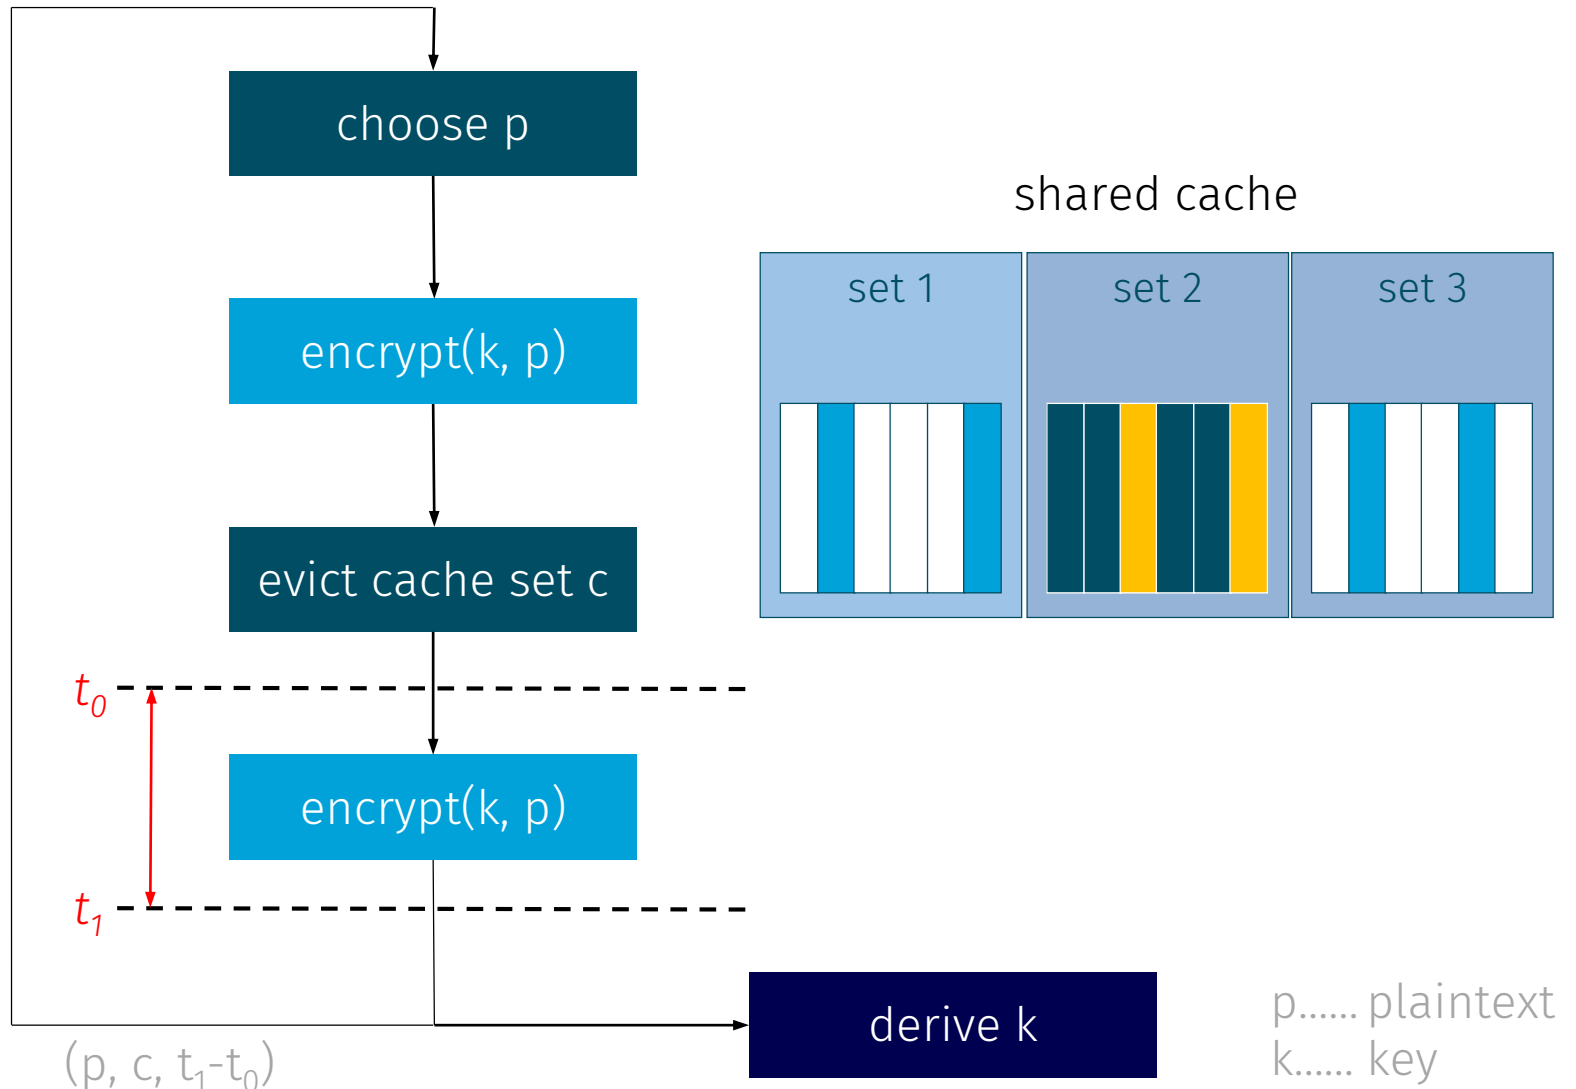 choose p
shared cache
set 1
set 2
set 3
encrypt(k, p)
evict cache set c
t₀
encrypt(k, p)
t₁
derive k
p...... plaintext
k...... key
(p, c, t₁-t₀)